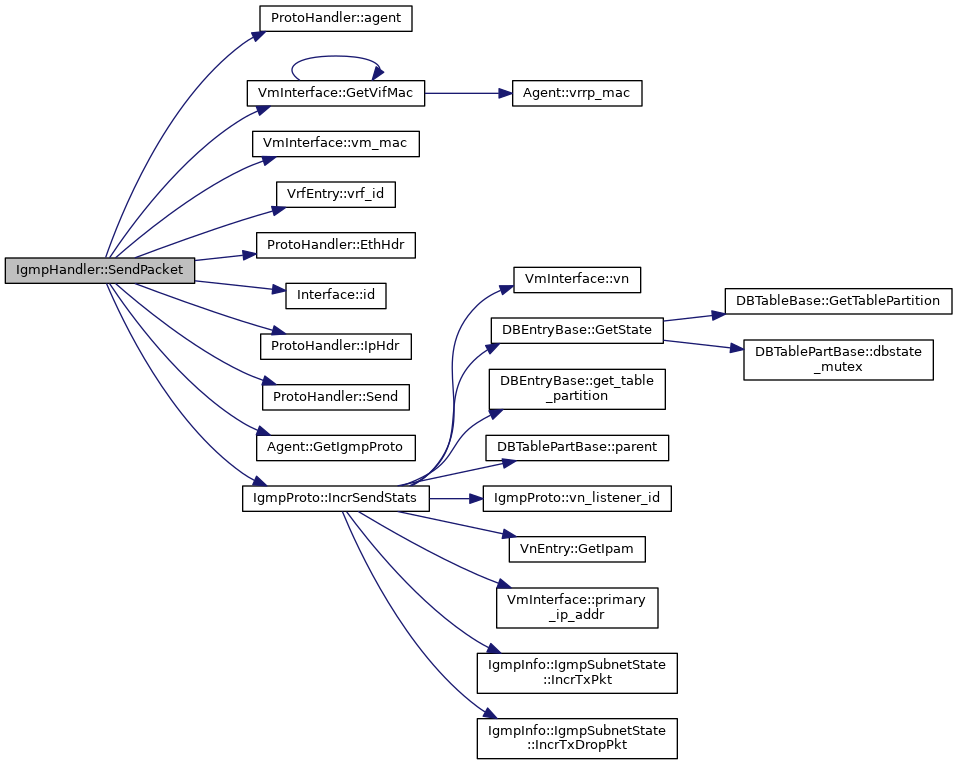 ProtoHandler::agent
VmInterface::GetVifMac
Agent::vrrp_mac
VmInterface::vm_mac
VrfEntry::vrf_id
ProtoHandler::EthHdr
IgmpHandler::SendPacket
Interface::id
ProtoHandler::IpHdr
ProtoHandler::Send
Agent::GetIgmpProto
IgmpProto::IncrSendStats
VmInterface::vn
DBEntryBase::GetState
DBTableBase::GetTablePartition
DBTablePartBase::dbstate
_mutex
DBEntryBase::get_table
_partition
DBTablePartBase::parent
IgmpProto::vn_listener_id
VnEntry::GetIpam
VmInterface::primary
_ip_addr
IgmpInfo::IgmpSubnetState
::IncrTxPkt
IgmpInfo::IgmpSubnetState
::IncrTxDropPkt